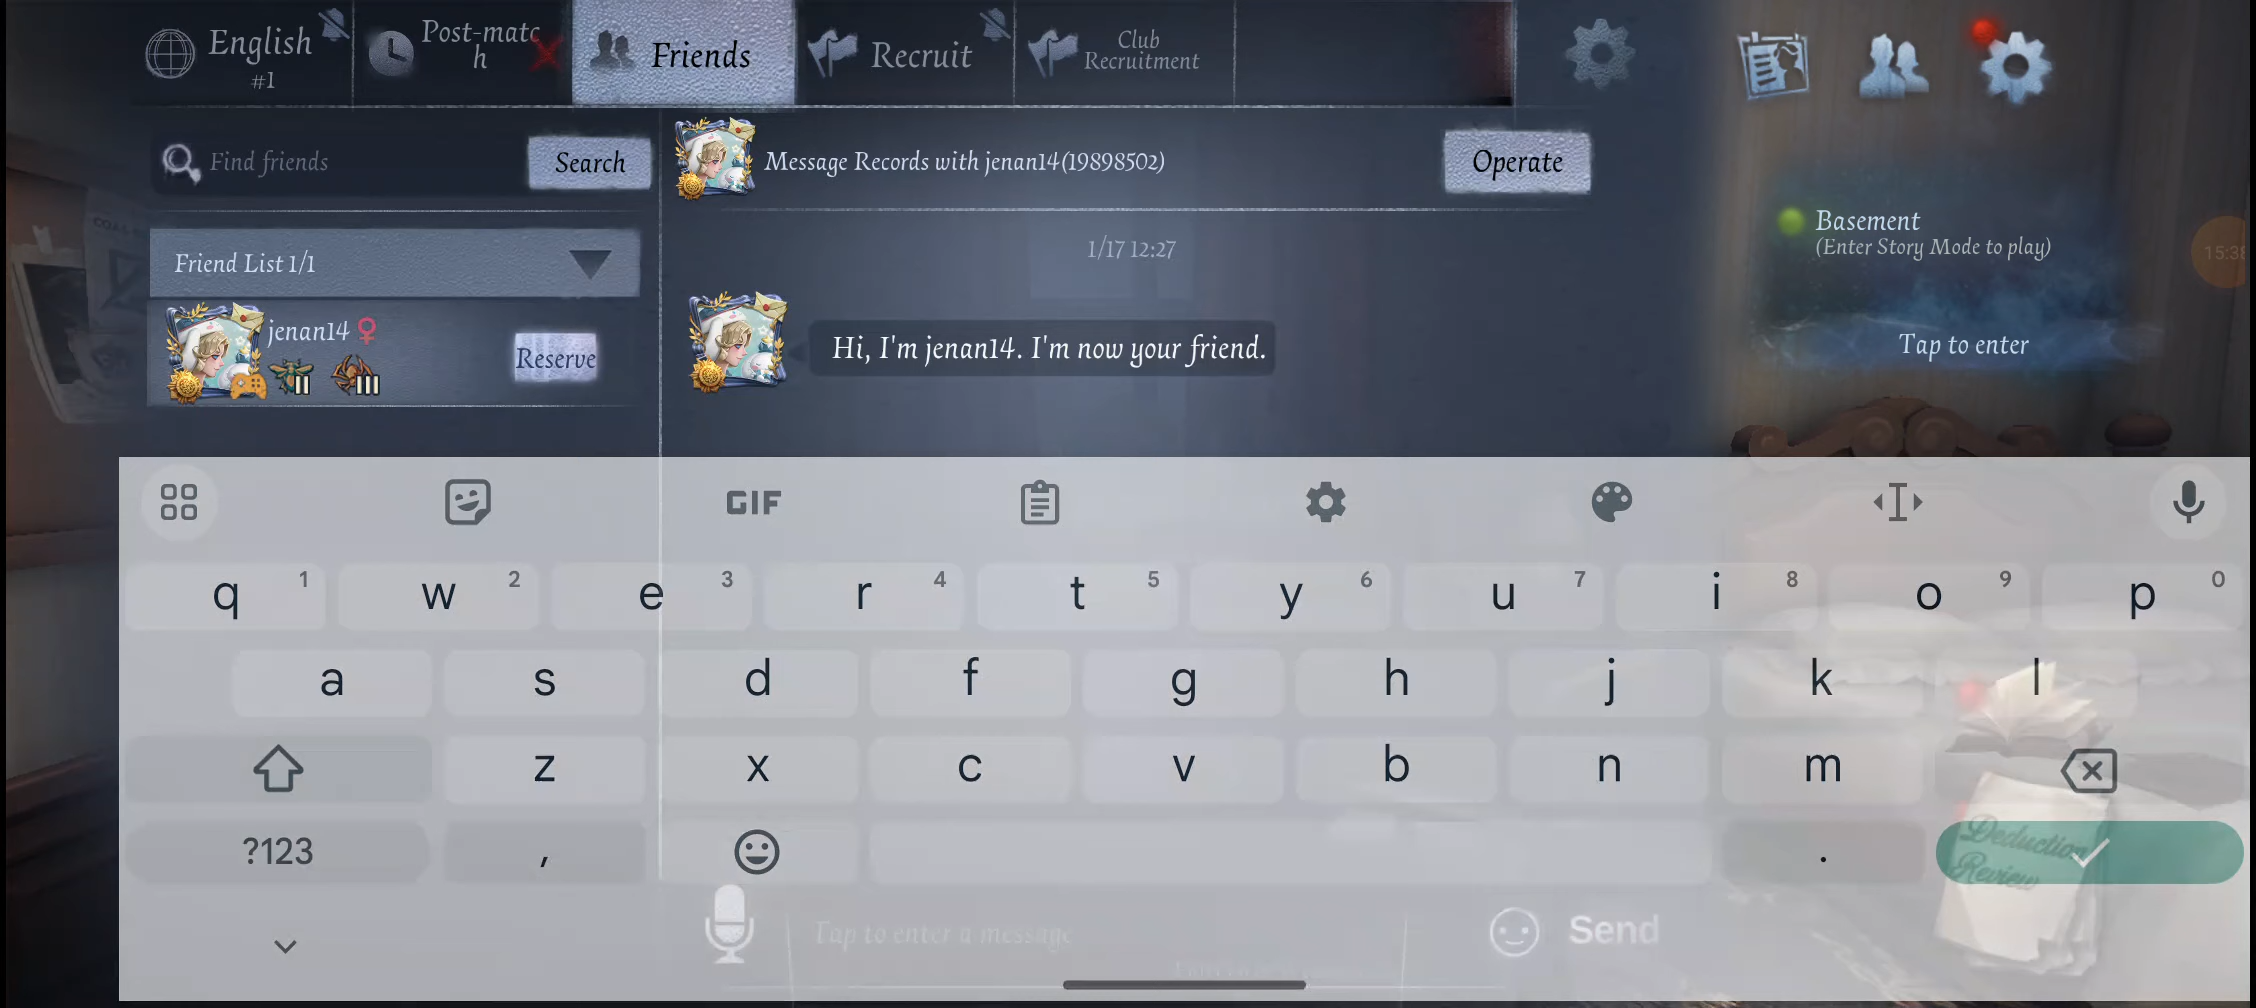 English
#1
Post-matc
h
Friends
Recruit
Club
Recruitment
Find friends
Search
Message Records with jenan14(19898502)
Operate
Friend List 1/1
1/17 12:27
jenan14
Reserve
Hi, I'm jenan14. I'm now your friend.
Basement
(Enter Story Mode to play)
Tap to enter
GIF
q 1 w 2 e 3 r 4 t 5 y 6 u 7 i 8 o 9 p 0
a s d f g h j k l
z x c v b n m
?123 , .
Deduction
Review
Tap to enter a message
Send